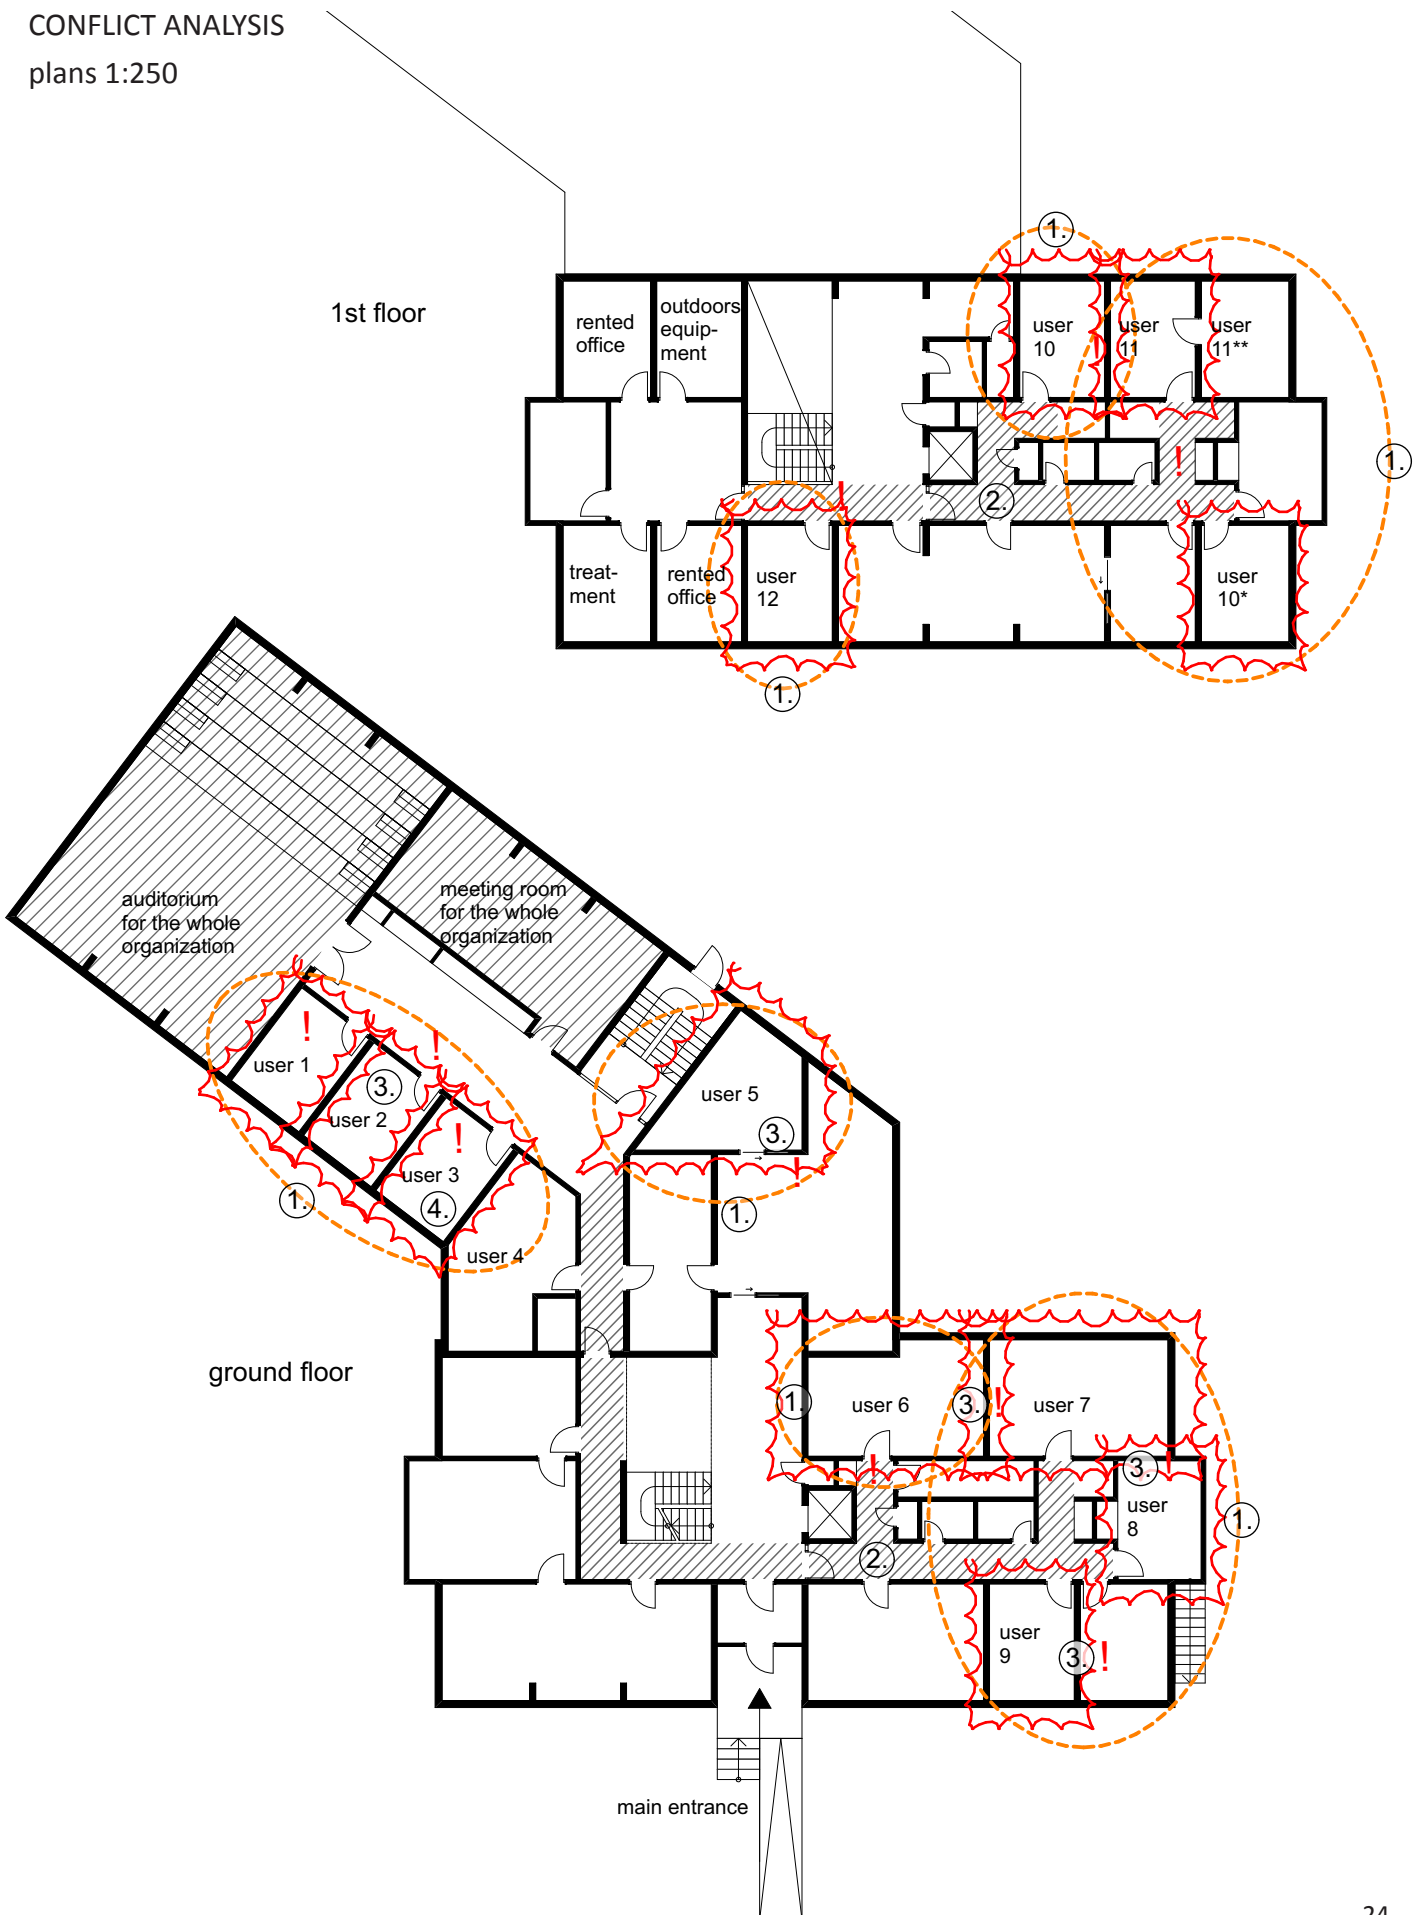 CONFLICT ANALYSIS
plans 1:250
1st floor
rented
office
outdoors
equip-
ment
1.
user
10
!
user
11
user
11**
1.
!
2.
!
treat-
ment
rented
office
user
12
user
10*
1.
auditorium
for the whole
organization
meeting room
for the whole
organization
!
!
user 1
3.
user 2
!
user 3
4.
1.
user 4
user 5
3.
!
1.
ground floor
1.
user 6
3.
!
user 7
!
3.
!
user
8
1.
2.
user
9
3.
!
main entrance
24